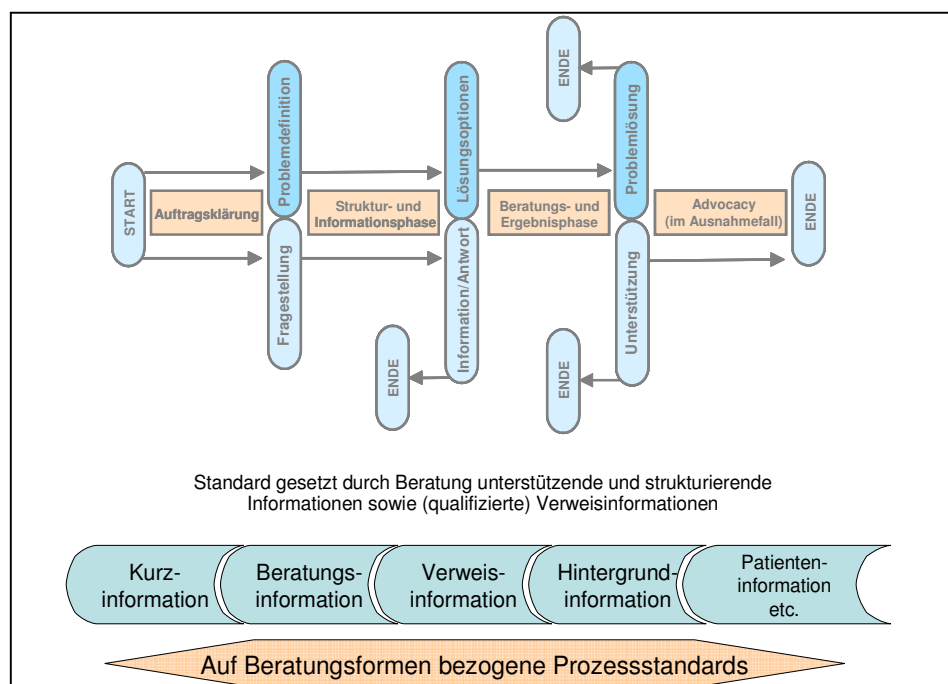 ENDE
Problemdefinition
Lösungsoptionen
Problemlösung
START
Auftragsklärung
Struktur- und
Informationsphase
Beratungs- und
Ergebnisphase
Advocacy
(im Ausnahmefall)
ENDE
Fragestellung
Information/Antwort
Unterstützung
ENDE
ENDE
Standard gesetzt durch Beratung unterstützende und strukturierende
Informationen sowie (qualifizierte) Verweisinformationen
Kurz-
information
Beratungs-
information
Verweis-
information
Hintergrund-
information
Patienten-
information
etc.
Auf Beratungsformen bezogene Prozessstandards